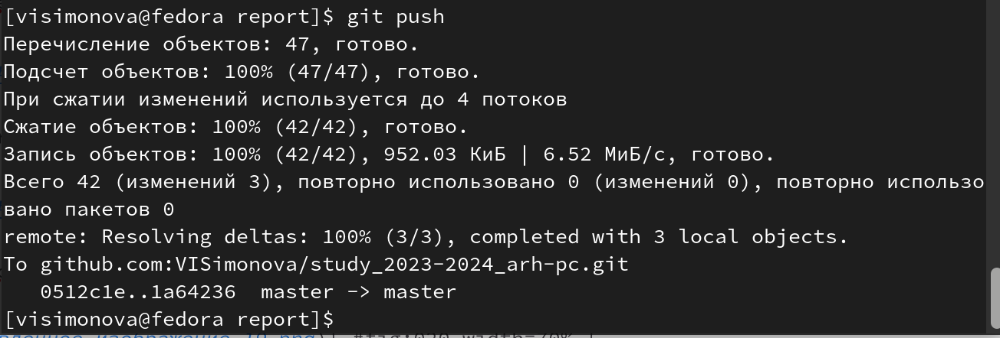 [visimonova@fedora report]$ git push
Перечисление объектов: 47, готово.
Подсчет объектов: 100% (47/47), готово.
При сжатии изменений используется до 4 потоков
Сжатие объектов: 100% (42/42), готово.
Запись объектов: 100% (42/42), 952.03 КиБ | 6.52 МиБ/с, готово.
Всего 42 (изменений 3), повторно использовано 0 (изменений 0), повторно использо
вано пакетов 0
remote: Resolving deltas: 100% (3/3), completed with 3 local objects.
To github.com:VISimonova/study_2023-2024_arh-pc.git
   0512c1e..1a64236  master -> master
[visimonova@fedora report]$